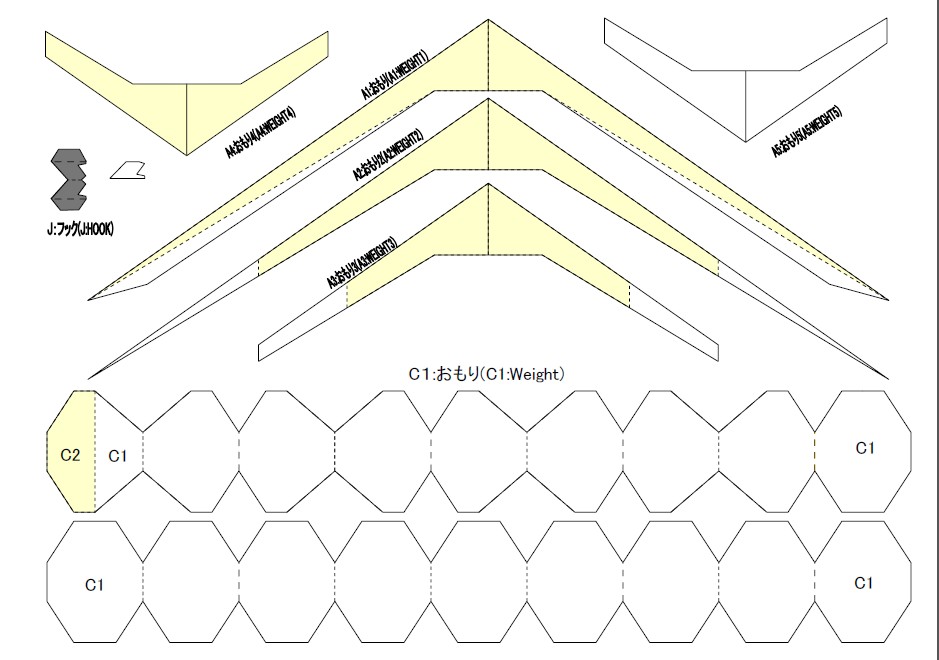 A1:おもり(A1:WEIGHT1)
A4:おもり4(A4:WEIGHT4)
A2:おもり2(A2:WEIGHT2)
A5:おもり5(A5:WEIGHT5)
J:フック(J:HOOK)
A3:おもり3(A3:WEIGHT3)
C1:おもり(C1:Weight)
C2
C1
C1
C1
C1